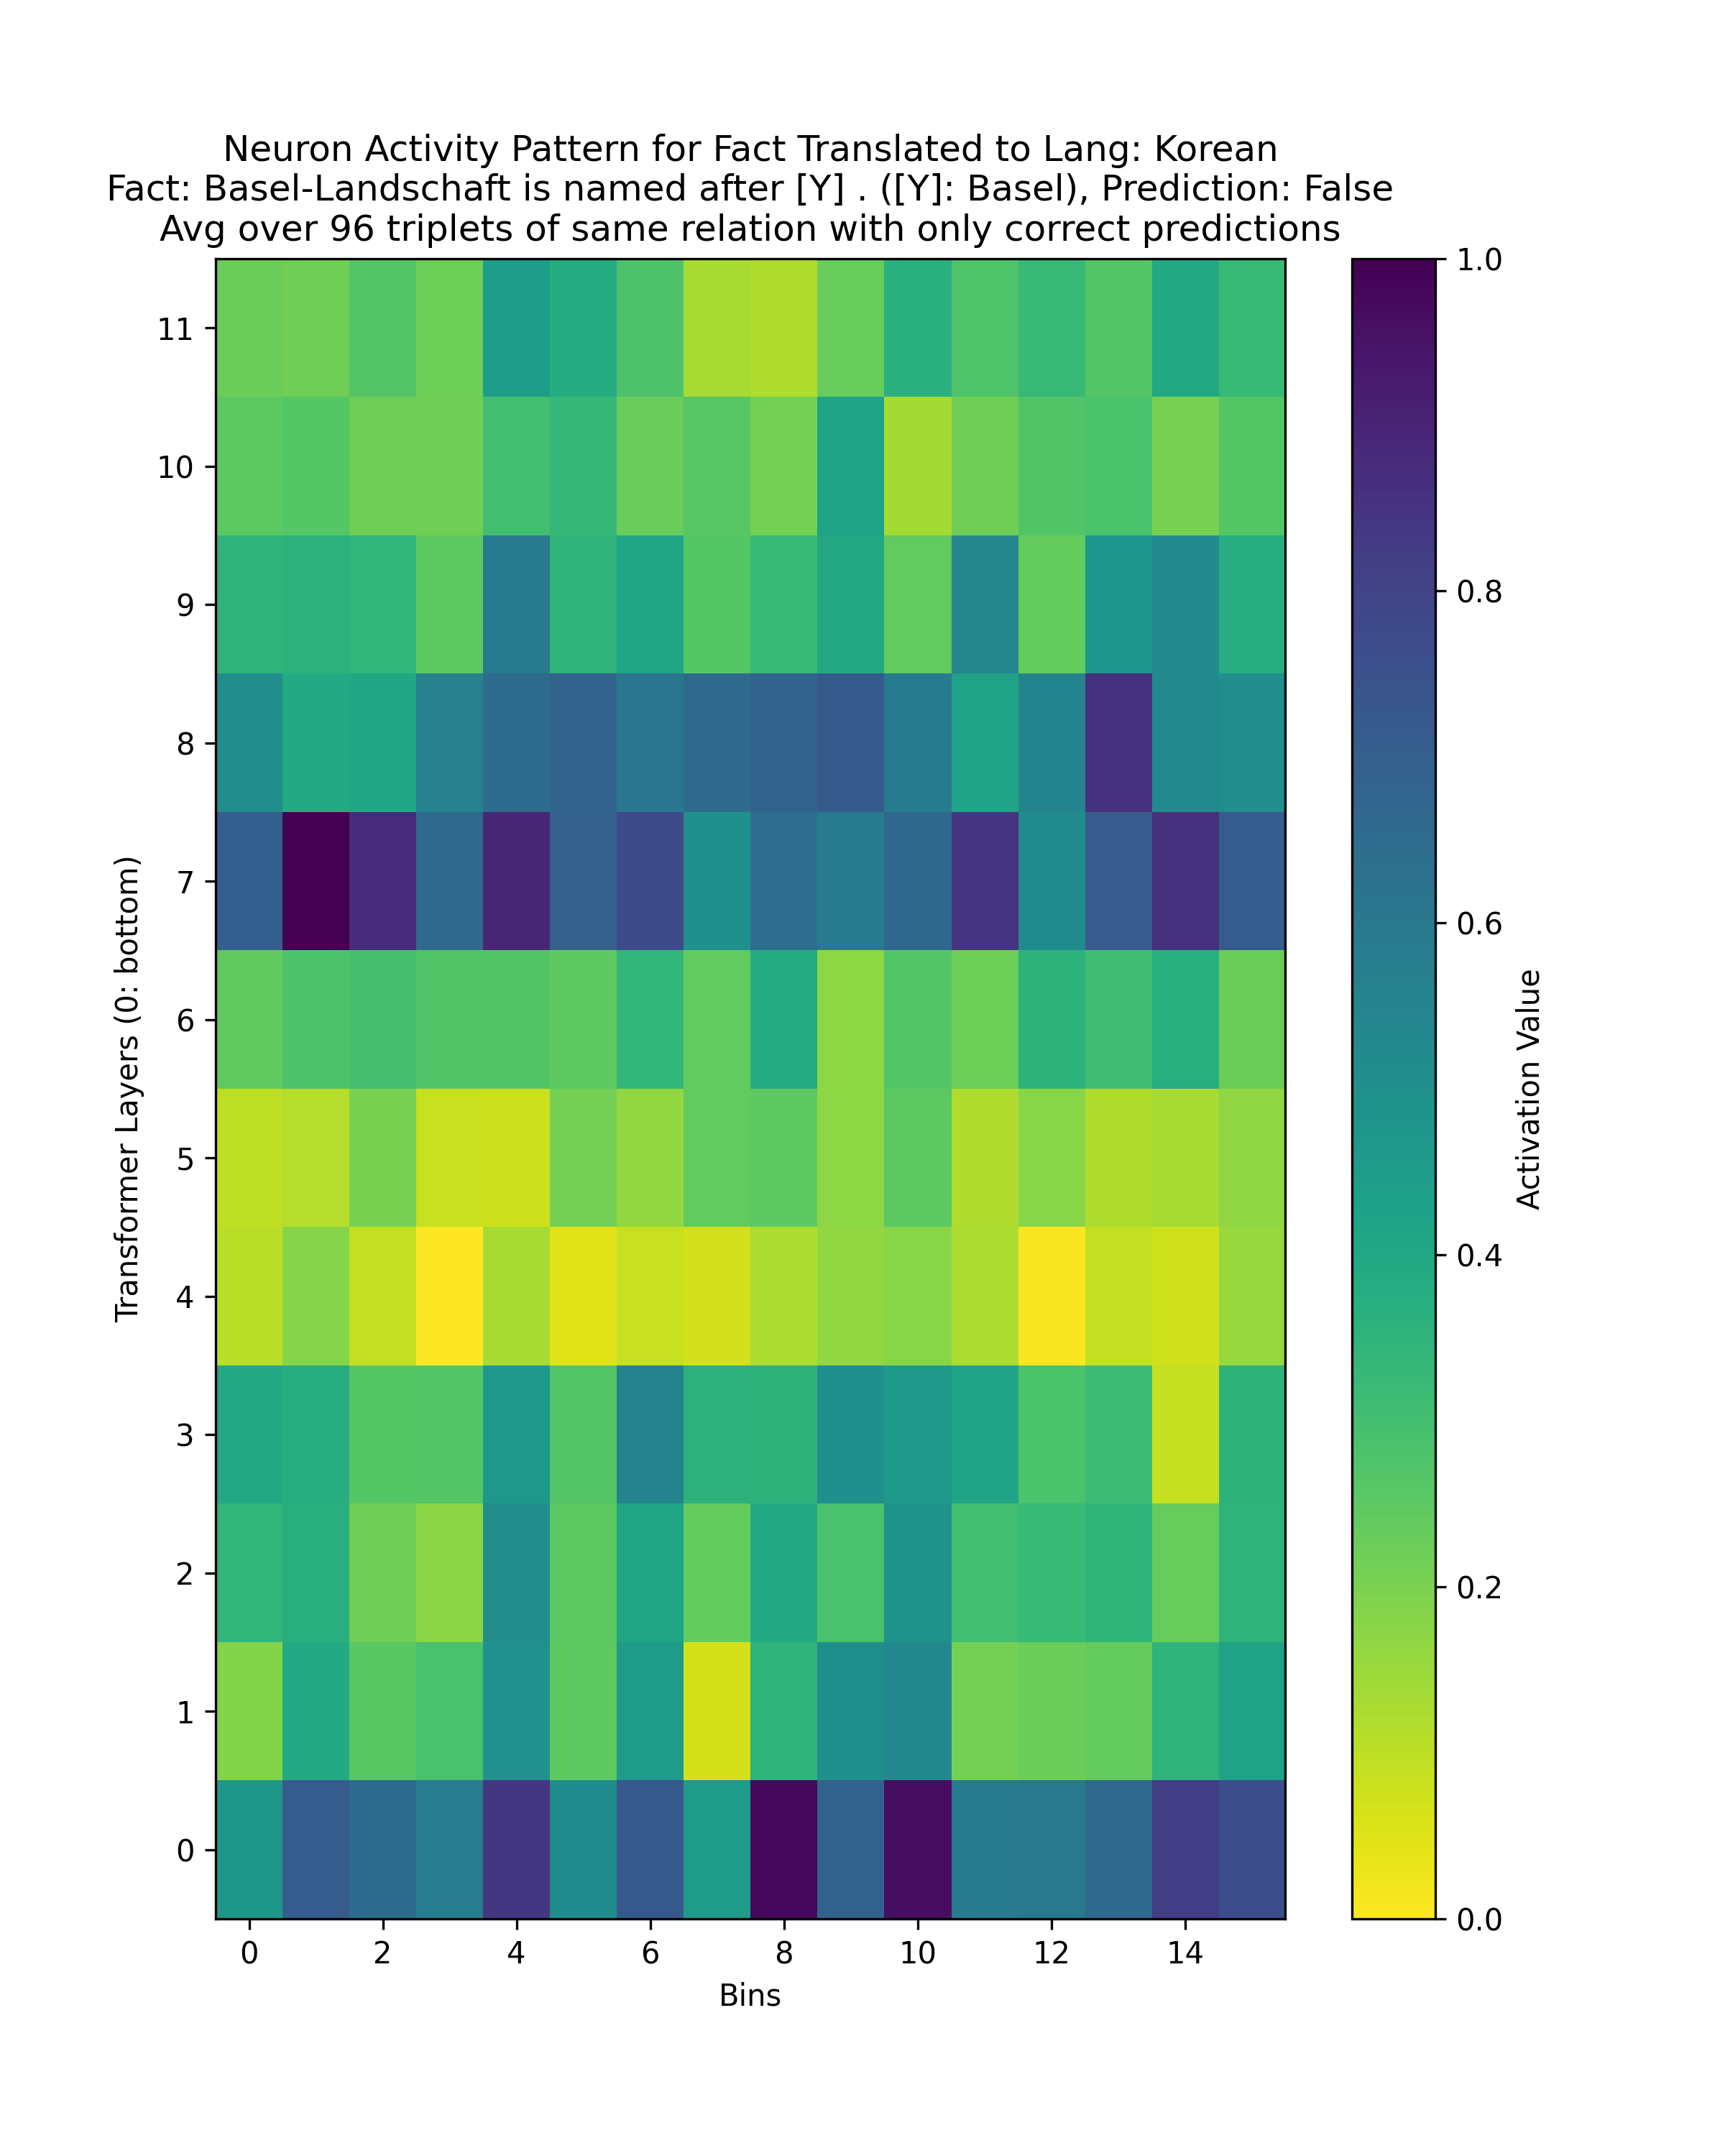 Neuron Activity Pattern for Fact Translated to Lang: Korean
Fact: Basel-Landschaft is named after [Y] . ([Y]: Basel), Prediction: False
Avg over 96 triplets of same relation with only correct predictions
Transformer Layers (0: bottom)
11
10
9
8
7
6
5
4
3
2
1
0
0 2 4 6 8 10 12 14
Bins
1.0
0.8
0.6
0.4
0.2
0.0
Activation Value